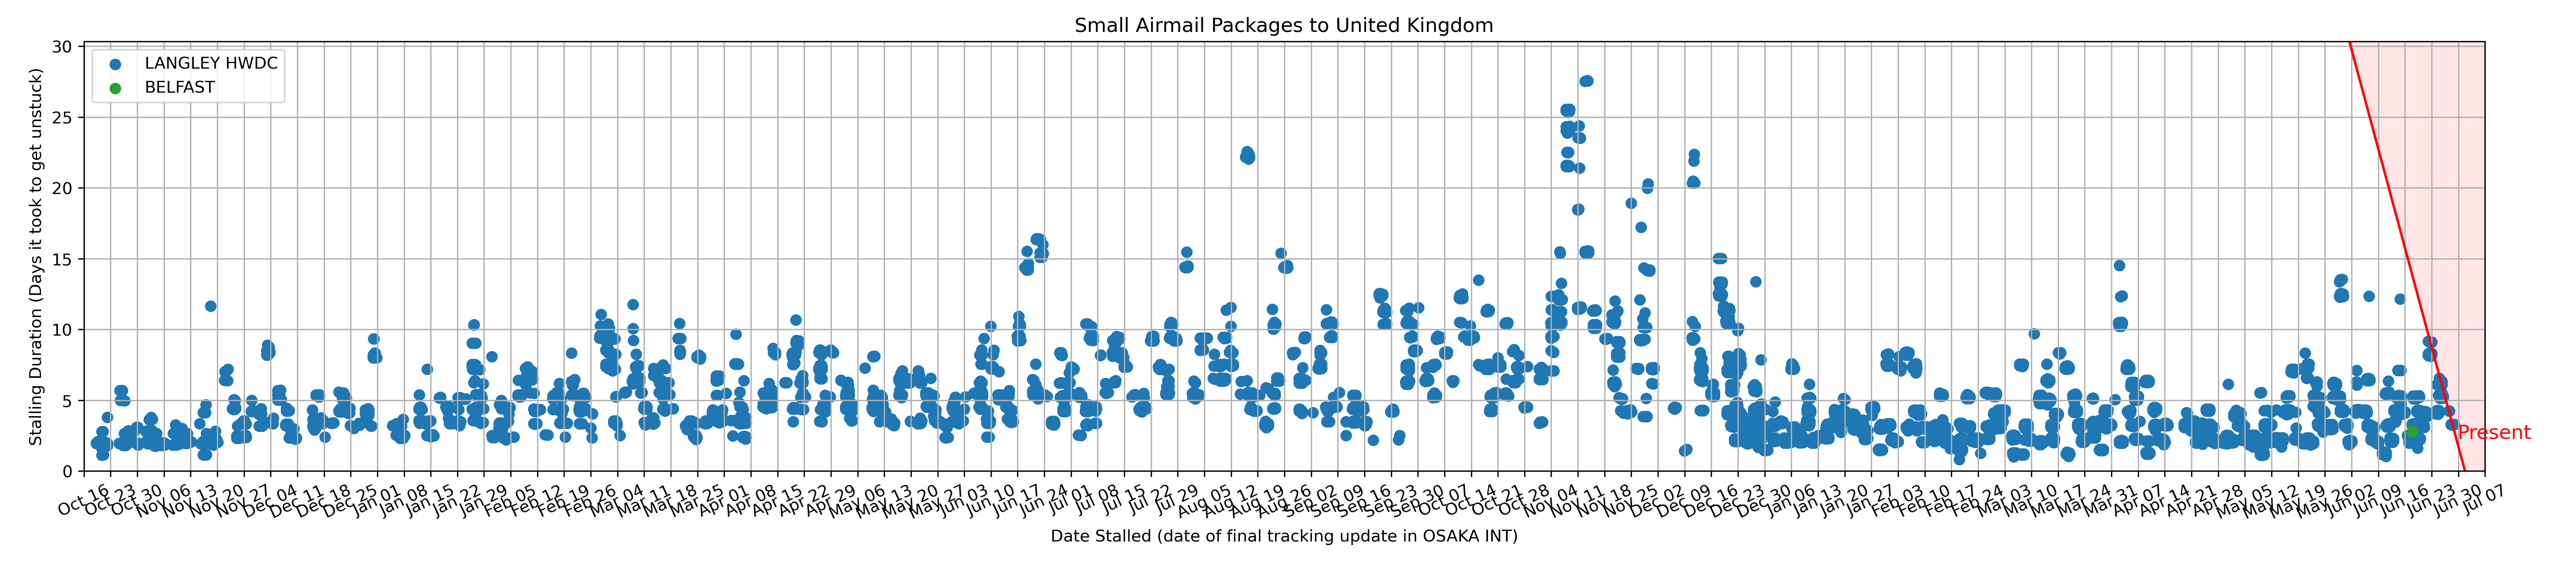 Small Airmail Packages to United Kingdom
LANGLEY HWDC
BELFAST
Stalling Duration (Days it took to get unstuck)
30
25
20
15
10
5
0
Present
Oct 16
Oct 23
Oct 30
Nov 06
Nov 13
Nov 20
Nov 27
Dec 04
Dec 11
Dec 18
Dec 25
Jan 01
Jan 08
Jan 15
Jan 22
Jan 29
Feb 05
Feb 12
Feb 19
Feb 26
Mar 04
Mar 11
Mar 18
Mar 25
Apr 01
Apr 08
Apr 15
Apr 22
Apr 29
May 06
May 13
May 20
May 27
Jun 03
Jun 10
Jun 17
Jun 24
Jul 01
Jul 08
Jul 15
Jul 22
Jul 29
Aug 05
Aug 12
Aug 19
Aug 26
Sep 02
Sep 09
Sep 16
Sep 23
Sep 30
Oct 07
Oct 14
Oct 21
Oct 28
Nov 04
Nov 11
Nov 18
Nov 25
Dec 02
Dec 09
Dec 16
Dec 23
Dec 30
Jan 06
Jan 13
Jan 20
Jan 27
Feb 03
Feb 10
Feb 17
Feb 24
Mar 03
Mar 10
Mar 17
Mar 24
Mar 31
Apr 07
Apr 14
Apr 21
Apr 28
May 05
May 12
May 19
May 26
Jun 02
Jun 09
Jun 16
Jun 23
Jun 30
Jul 07
Date Stalled (date of final tracking update in OSAKA INT)